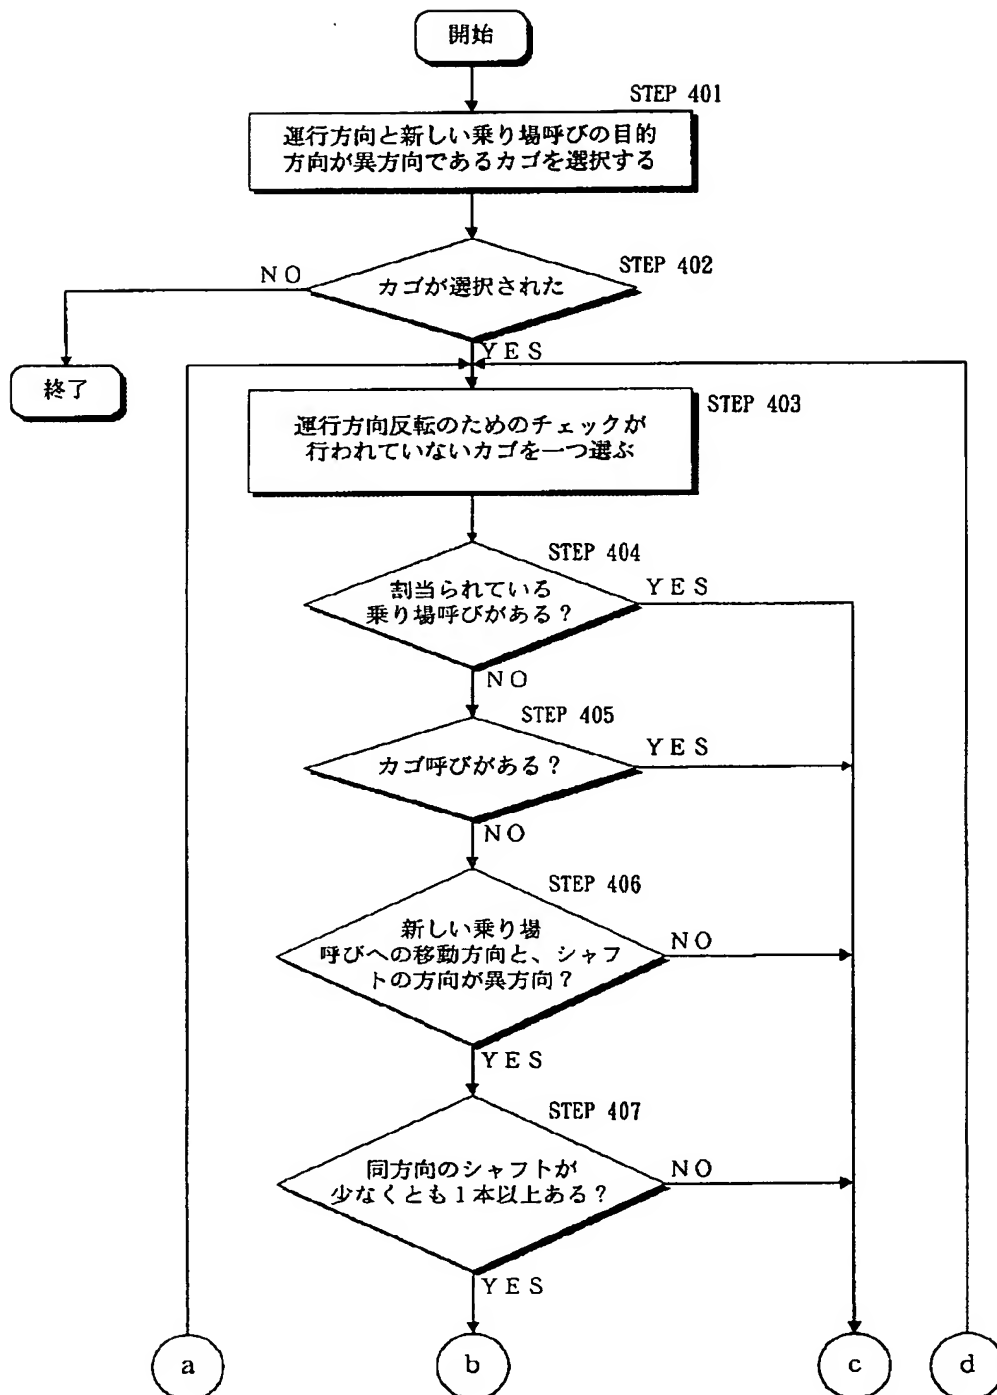 開始
STEP 401
運行方向と新しい乗り場呼びの目的
方向が異方向であるカゴを選択する
STEP 402
NO
カゴが選択された
YES
終了
STEP 403
運行方向反転のためのチェックが
行われていないカゴを一つ選ぶ
STEP 404
割当られている
乗り場呼びがある?
YES
NO
STEP 405
カゴ呼びがある?
YES
NO
STEP 406
新しい乗り場
呼びへの移動方向と、シャフ
トの方向が異方向?
NO
YES
STEP 407
同方向のシャフトが
少なくとも1本以上ある?
NO
YES
a
b
c
d